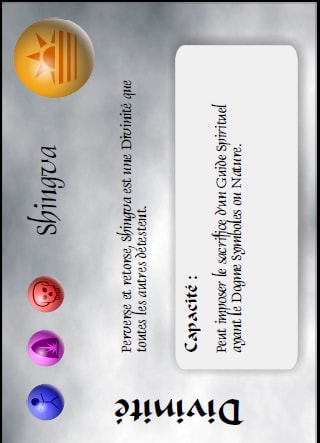 Shingva
Perverse et retorse, Shingva est une Divinité que
toutes les autres détestent.
Capacité :
Peut imposer le sacrifice d'un Guide Spirituel
ayant le Dogme Symboles ou Nature.
Divinité